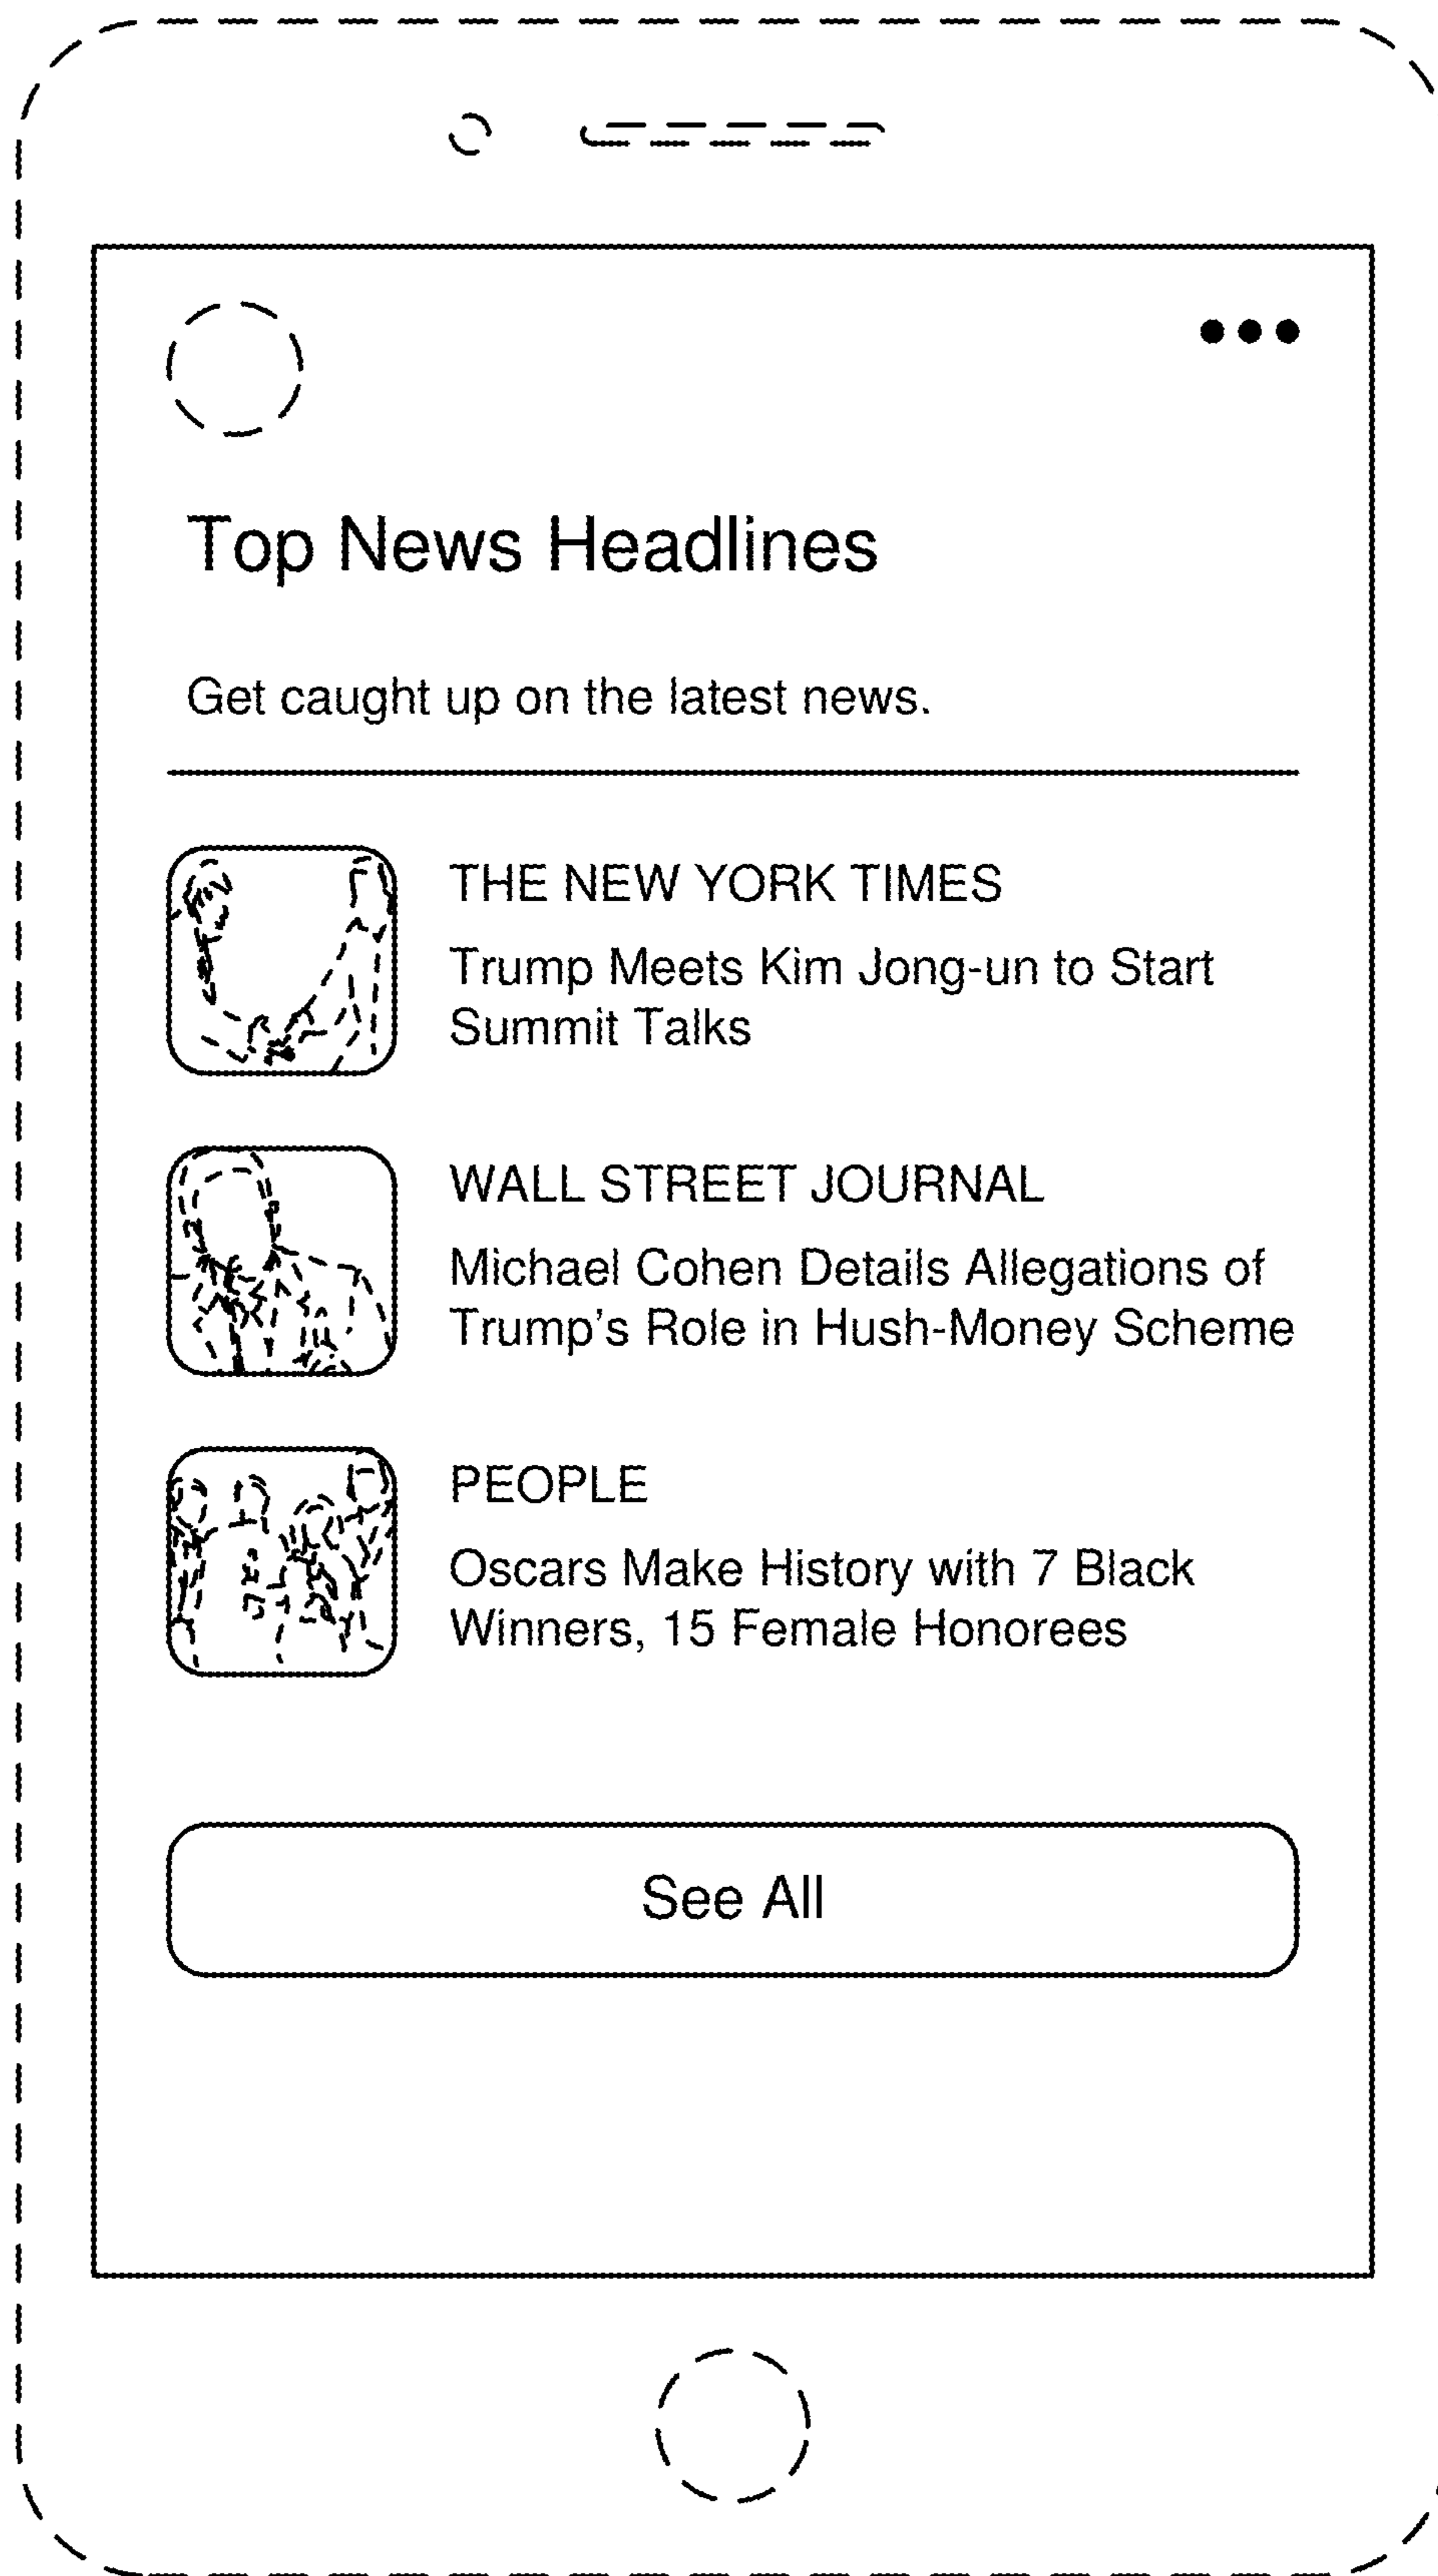 Top News Headlines
Get caught up on the latest news.
THE NEW YORK TIMES
Trump Meets Kim Jong-un to Start
Summit Talks
WALL STREET JOURNAL
Michael Cohen Details Allegations of
Trump's Role in Hush-Money Scheme
PEOPLE
Oscars Make History with 7 Black
Winners, 15 Female Honorees
See All